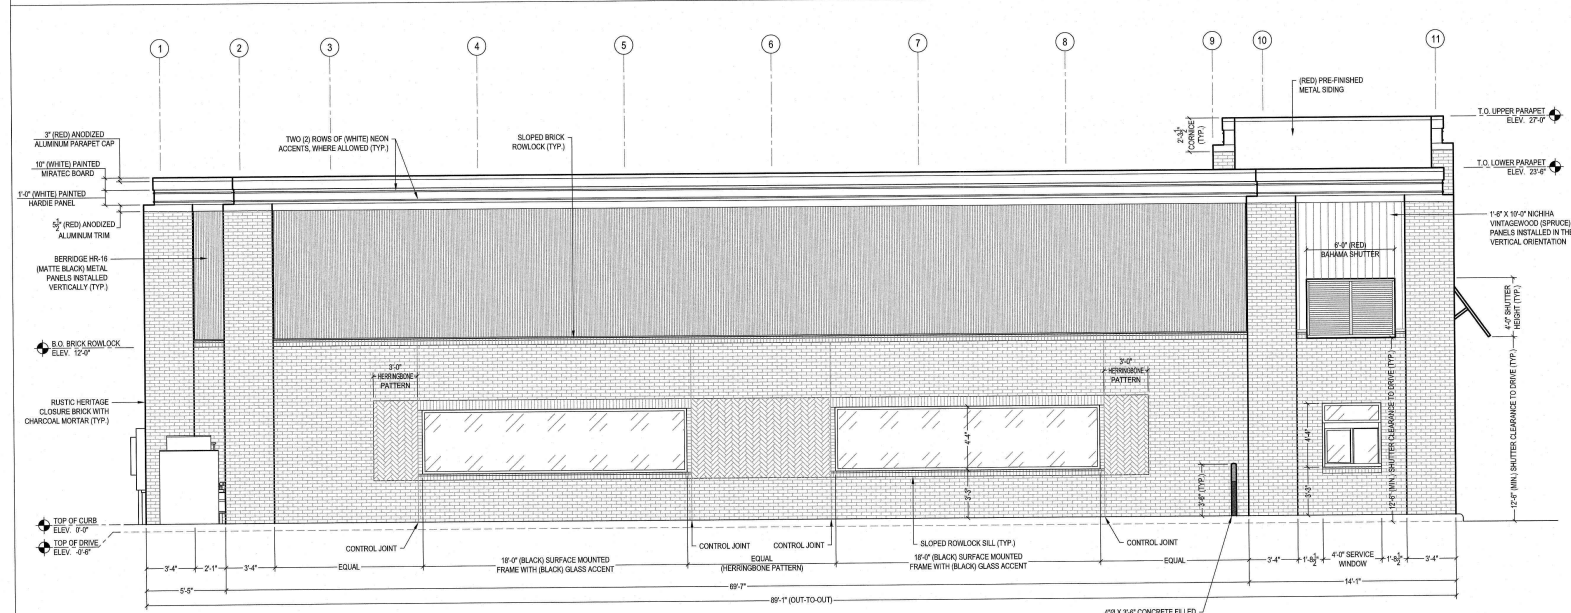 1 2 3 4 5 6 7 8 9 10 11
(RED) PRE-FINISHED
METAL SIDING
T.O. UPPER PARAPET
ELEV. 27'-0"
2'-3½"
CORNICE
(TYP.)
3" (RED) ANODIZED
ALUMINUM PARAPET CAP
TWO (2) ROWS OF (WHITE) NEON
ACCENTS, WHERE ALLOWED (TYP.)
SLOPED BRICK
ROWLOCK (TYP.)
10" (WHITE) PAINTED
MIRATEC BOARD
T.O. LOWER PARAPET
ELEV. 23'-6"
1'-0" (WHITE) PAINTED
HARDIE PANEL
5½" (RED) ANODIZED
ALUMINUM TRIM
1'-6" X 10'-0" NICHIHA
VINTAGEWOOD (SPRUCE)
PANELS INSTALLED IN THE
VERTICAL ORIENTATION
6'-0" (RED)
BAHAMA SHUTTER
BERRIDGE HR-16
(MATTE BLACK) METAL
PANELS INSTALLED
VERTICALLY (TYP.)
4'-0" SHUTTER
HEIGHT (TYP.)
B.O. BRICK ROWLOCK
ELEV. 12'-0"
3'-0"
HERRINGBONE
PATTERN
3'-0"
HERRINGBONE
PATTERN
RUSTIC HERITAGE
CLOSURE BRICK WITH
CHARCOAL MORTAR (TYP.)
4'-4"
3'-3"
3'-6" (TYP.)
4'-4"
3'-3"
12'-6" (MIN.) SHUTTER CLEARANCE TO DRIVE (TYP.)
12'-6" (MIN.) SHUTTER CLEARANCE TO DRIVE (TYP.)
TOP OF CURB
ELEV. 0'-0"
TOP OF DRIVE
ELEV. -0'-6"
CONTROL JOINT
CONTROL JOINT
CONTROL JOINT
SLOPED ROWLOCK SILL (TYP.)
CONTROL JOINT
3'-4" 2'-1" 3'-4" EQUAL
18'-0" (BLACK) SURFACE MOUNTED
FRAME WITH (BLACK) GLASS ACCENT
EQUAL
(HERRINGBONE PATTERN)
18'-0" (BLACK) SURFACE MOUNTED
FRAME WITH (BLACK) GLASS ACCENT
EQUAL 3'-4" 1'-8½"
4'-0" SERVICE
WINDOW
1'-8½" 3'-4"
5'-5" 69'-7" 14'-1"
89'-1" (OUT-TO-OUT)
4"Ø X 3'-6" CONCRETE FILLED